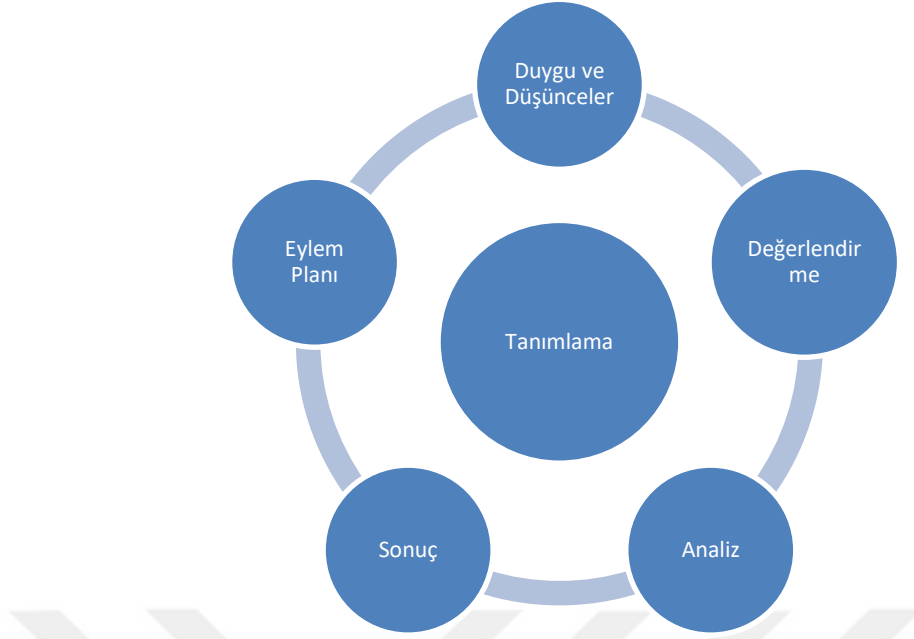 Duygu ve
Düşünceler
Değerlendir
me
Analiz
Sonuç
Eylem
Planı
Tanımlama